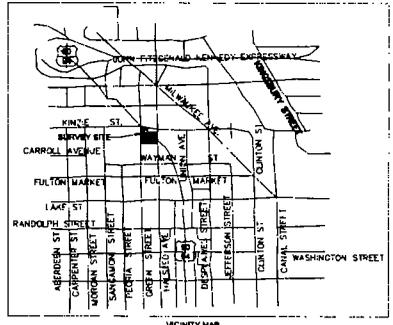 JOHN FITZGERALD KENNEDY EXPRESSWAY
KINGSBURY STREET
MILWAUKEE AVE.
KINZIE ST.
SURVEY SITE
CARROLL AVENUE
WAYMAN ST
UNION AVE
CLINTON ST
FULTON MARKET
FULTON MARKET
LAKE ST
RANDOLPH STREET
ABERDEEN ST
CARPENTER ST
MORGAN STREET
SANGAMON STREET
PEORIA STREET
GREEN STREET
HALSTED AVE
DESPLAINES STREET
JEFFERSON STREET
CLINTON ST
CANAL STREET
WASHINGTON STREET
VICINITY MAP